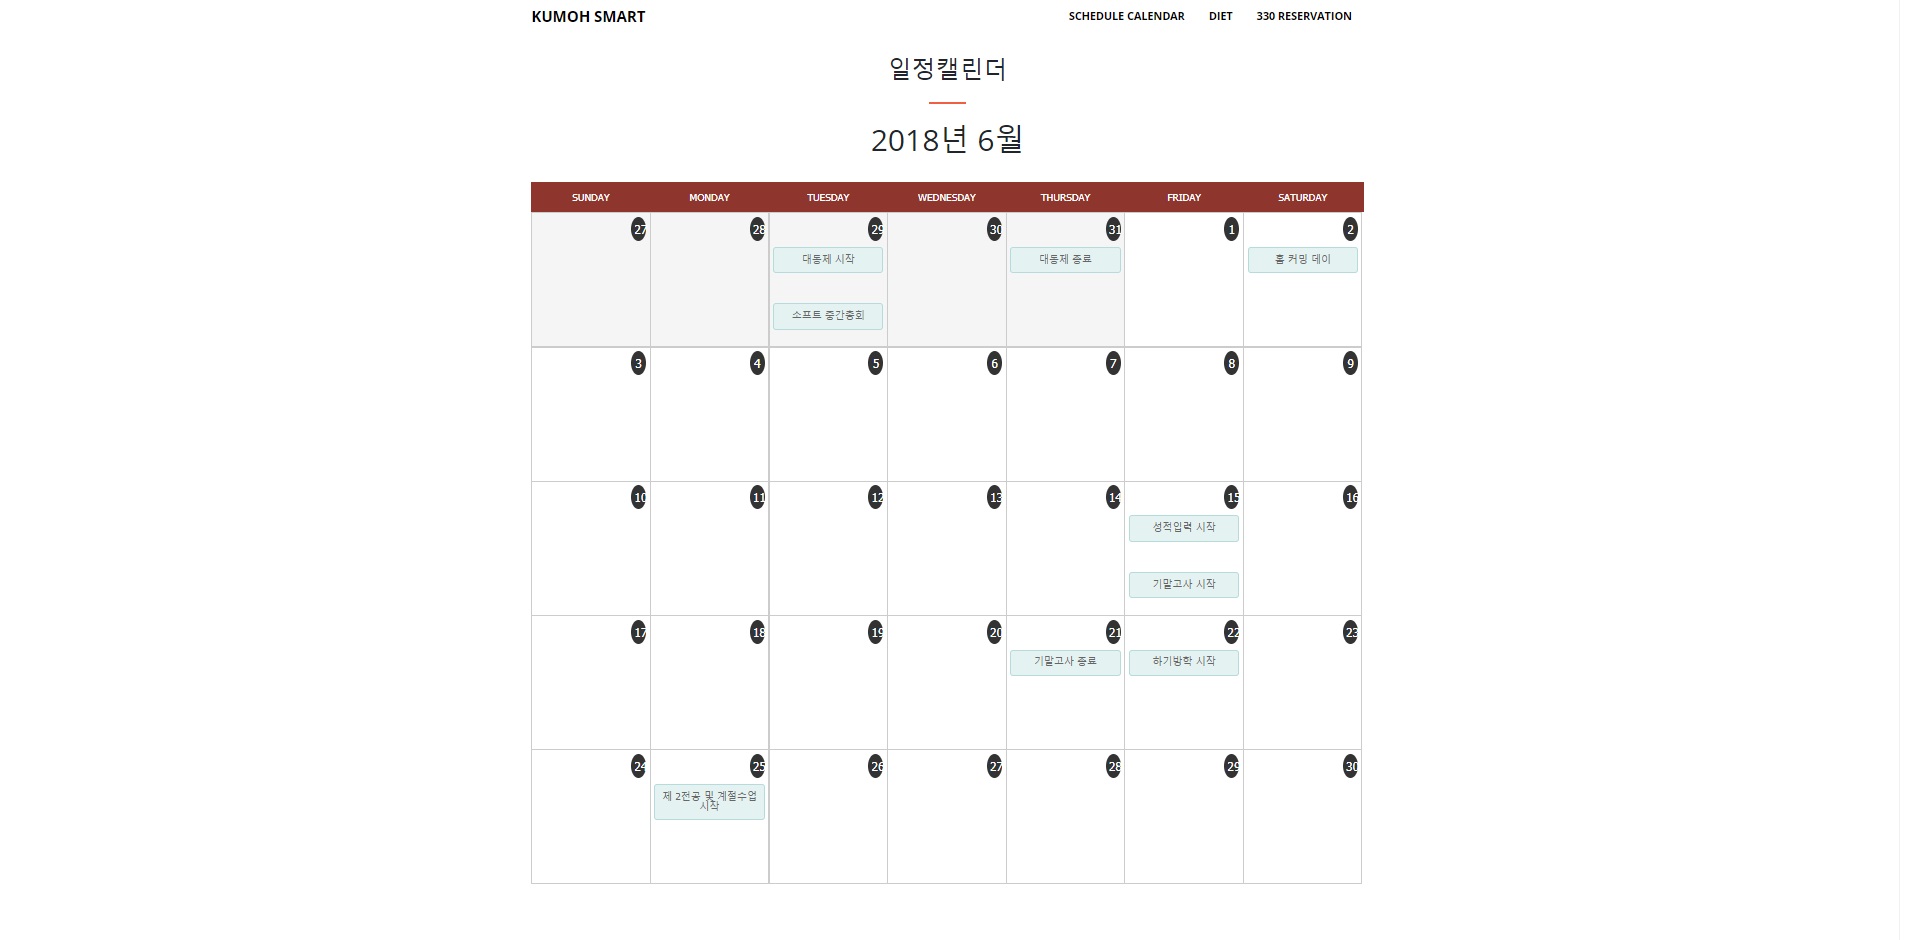 KUMOH SMART
SCHEDULE CALENDAR DIET 330 RESERVATION
일정캘린더
2018년 6월
SUNDAY MONDAY TUESDAY WEDNESDAY THURSDAY FRIDAY SATURDAY
27 28 29 30 31 1 2
대동제 시작 대동제 종료 홈 커밍 데이
소프트 중간총회
3 4 5 6 7 8 9
10 11 12 13 14 15 16
성적입력 시작
기말고사 시작
17 18 19 20 21 22 23
기말고사 종료 하기방학 시작
24 25 26 27 28 29 30
제 2전공 및 계절수업
시작